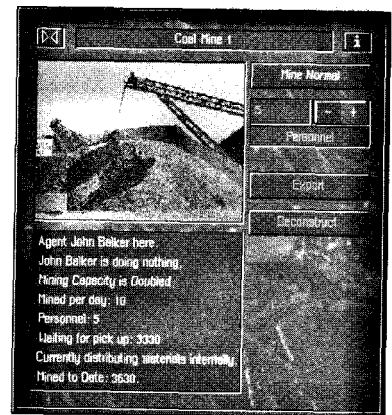 Coal Mine 1
i
Mine Normal
5
- +
Personnel
Export
Deconstruct
Agent John Balker here.
John Balker is doing nothing.
Mining Capacity is Doubled
Mined per day: 10
Personnel: 5
Waiting for pick up: 3330
Currently distributing materials internally.
Mined to Date: 3530.